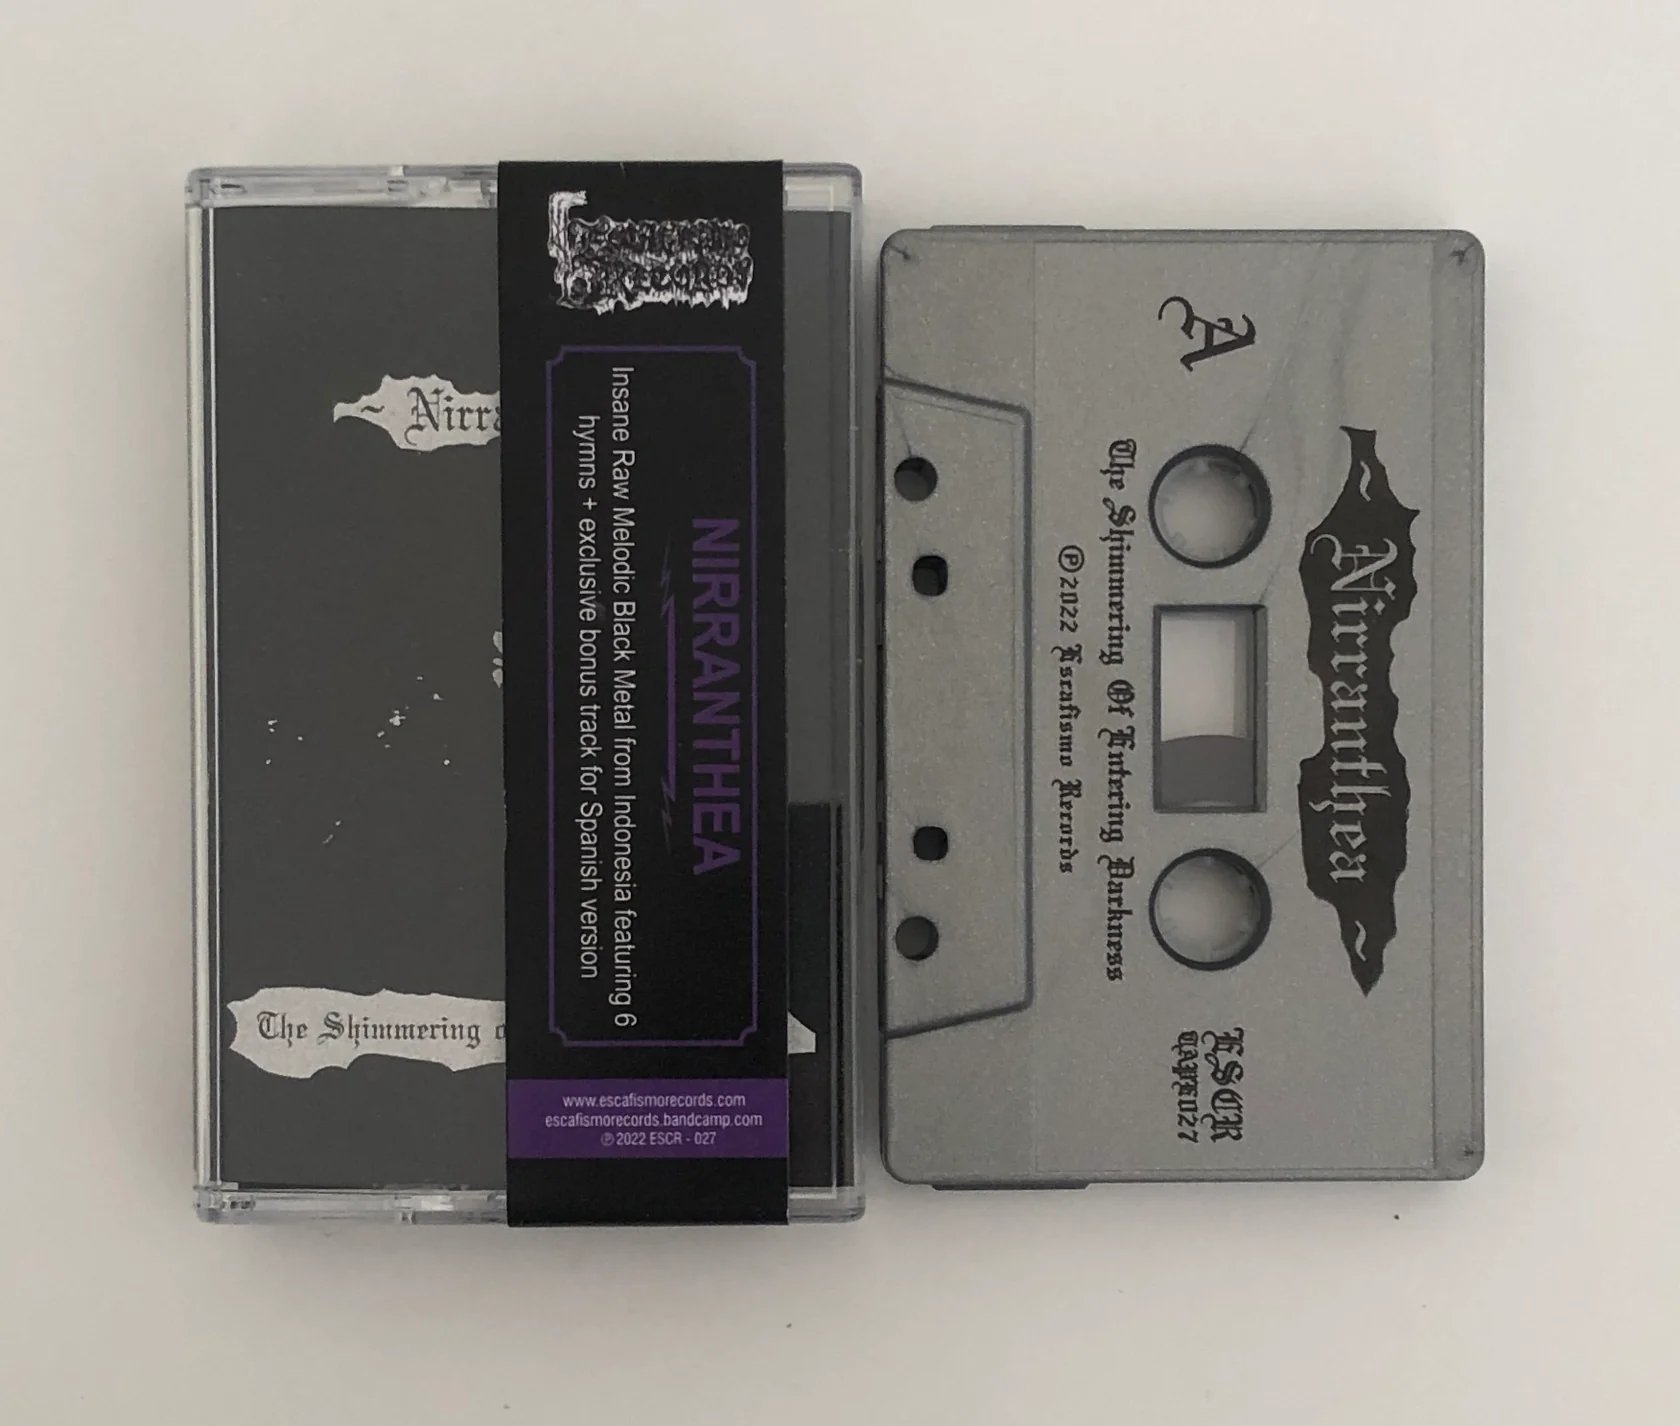 ~ Nirra
The Shimmering o
ESCAFISMO
RECORDS
NIRRANTHEA
Insane Raw Melodic Black Metal from Indonesia featuring 6
hymns + exclusive bonus track for Spanish version
www.escafismorecords.com
escafismorecords.bandcamp.com
℗ 2022 ESCR - 027
A
~ Nirranthea ~
The Shimmering Of Entering Darkness
℗2022 Escafismo Records
ESCR
TAPE027